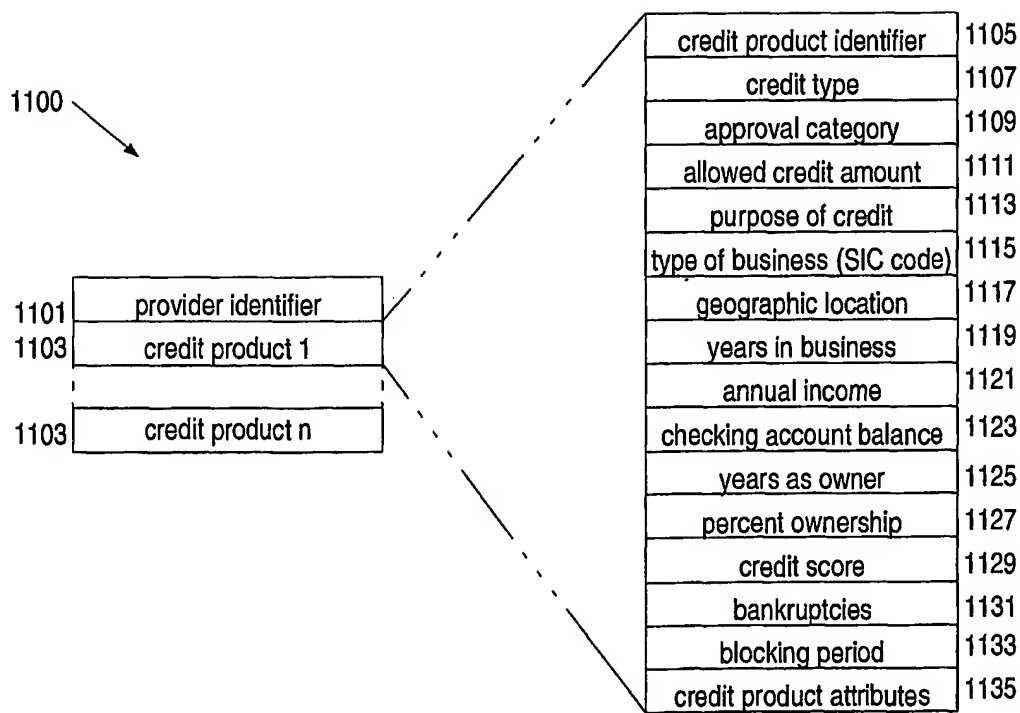 1100
1101 provider identifier
1103 credit product 1
1103 credit product n
credit product identifier 1105
credit type 1107
approval category 1109
allowed credit amount 1111
purpose of credit 1113
type of business (SIC code) 1115
geographic location 1117
years in business 1119
annual income 1121
checking account balance 1123
years as owner 1125
percent ownership 1127
credit score 1129
bankruptcies 1131
blocking period 1133
credit product attributes 1135